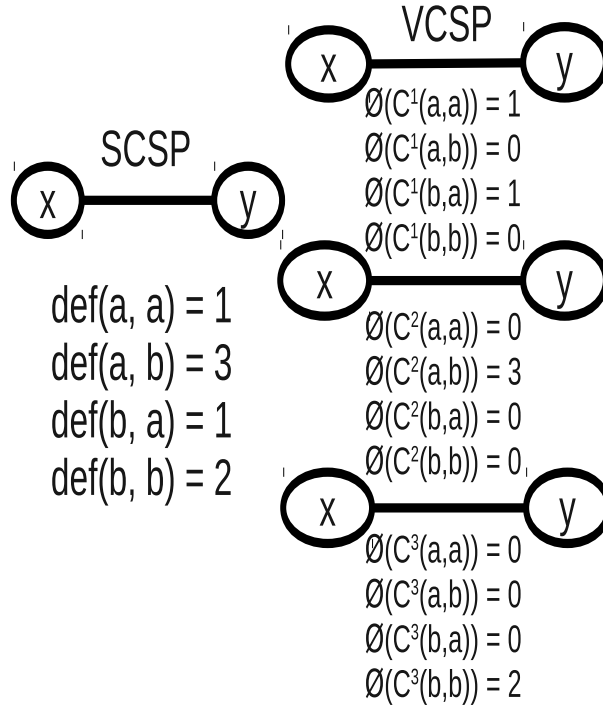 SCSP
x y
def(a, a) = 1
def(a, b) = 3
def(b, a) = 1
def(b, b) = 2
VCSP
x y
Ø(C¹(a,a)) = 1
Ø(C¹(a,b)) = 0
Ø(C¹(b,a)) = 1
Ø(C¹(b,b)) = 0
x y
Ø(C²(a,a)) = 0
Ø(C²(a,b)) = 3
Ø(C²(b,a)) = 0
Ø(C²(b,b)) = 0
x y
Ø(C³(a,a)) = 0
Ø(C³(a,b)) = 0
Ø(C³(b,a)) = 0
Ø(C³(b,b)) = 2